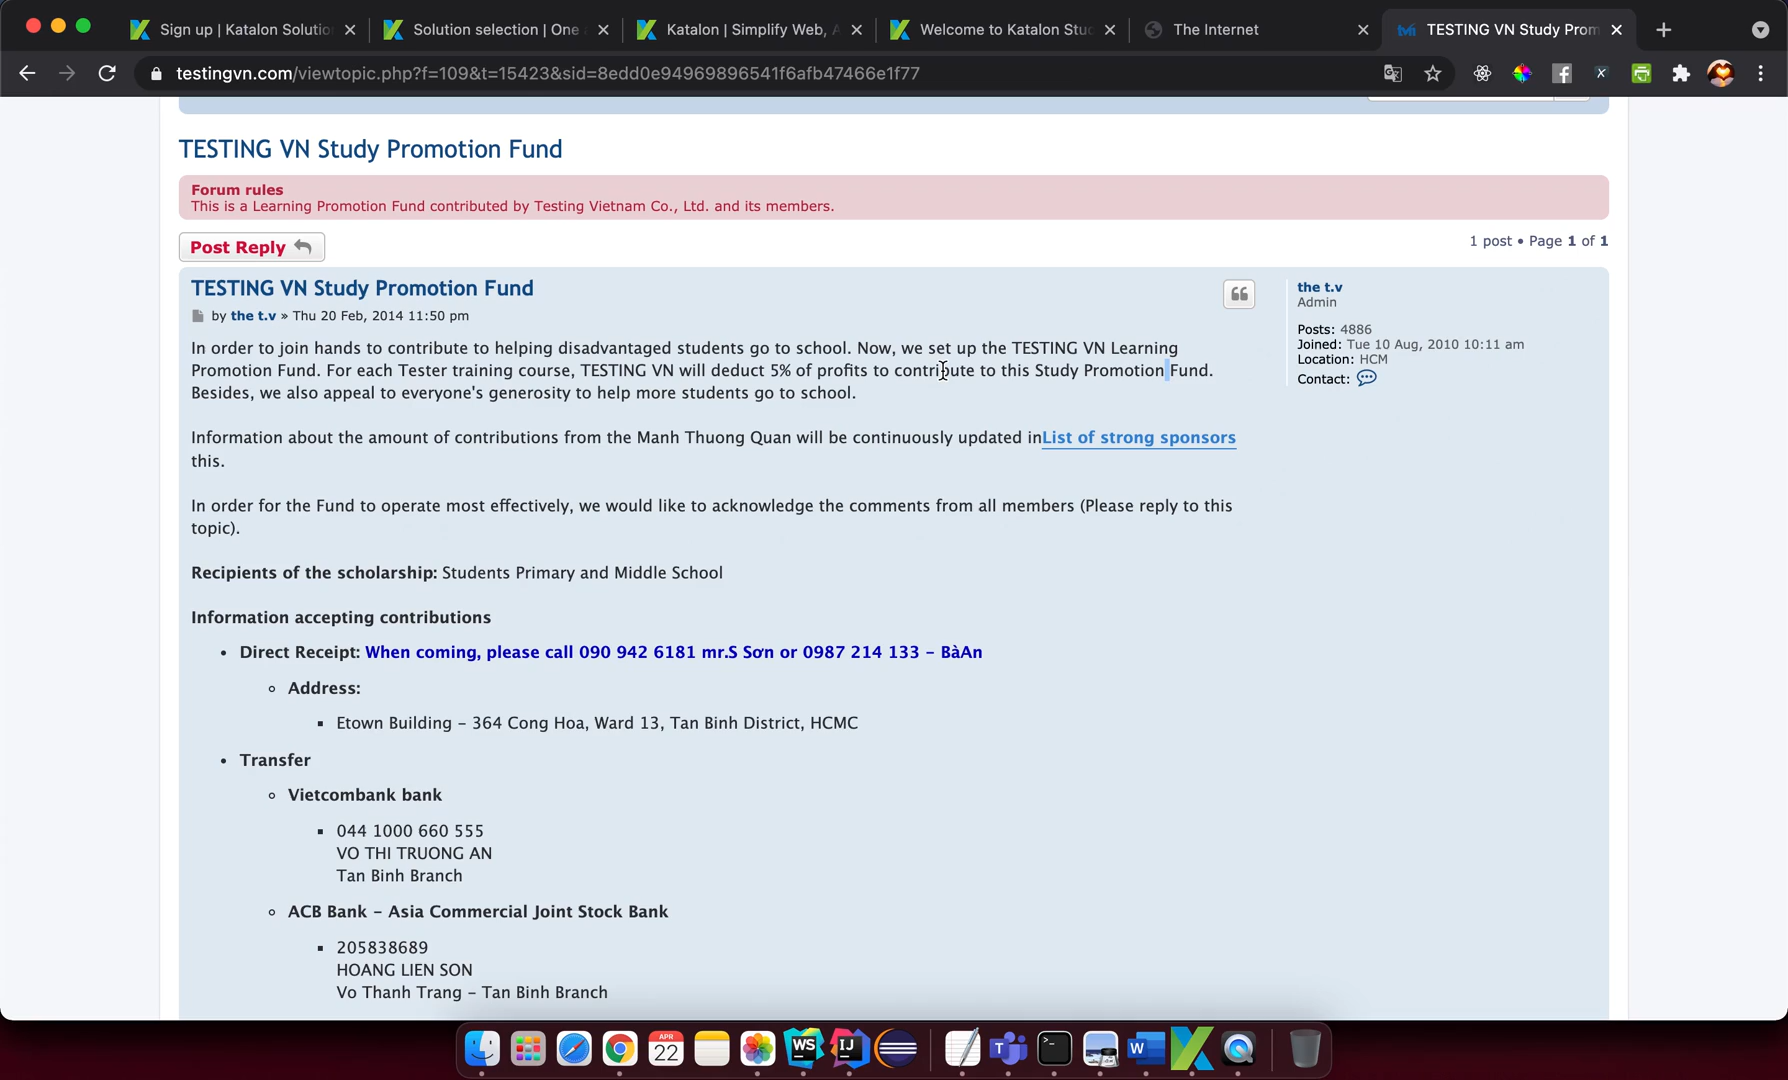 Sign up | Katalon Solutio
Solution selection | One
Katalon | Simplify Web, A
Welcome to Katalon Stud
The Internet
TESTING VN Study Prom
testingvn.com/viewtopic.php?f=109&t=15423&sid=8edd0e94969896541f6afb47466e1f77
TESTING VN Study Promotion Fund
Forum rules
This is a Learning Promotion Fund contributed by Testing Vietnam Co., Ltd. and its members.
Post Reply
1 post • Page 1 of 1
TESTING VN Study Promotion Fund
by the t.v » Thu 20 Feb, 2014 11:50 pm
In order to join hands to contribute to helping disadvantaged students go to school. Now, we set up the TESTING VN Learning
Promotion Fund. For each Tester training course, TESTING VN will deduct 5% of profits to contribute to this Study Promotion Fund.
Besides, we also appeal to everyone's generosity to help more students go to school.
Information about the amount of contributions from the Manh Thuong Quan will be continuously updated inList of strong sponsors
this.
In order for the Fund to operate most effectively, we would like to acknowledge the comments from all members (Please reply to this
topic).
Recipients of the scholarship: Students Primary and Middle School
Information accepting contributions
• Direct Receipt: When coming, please call 090 942 6181 mr.S Sơn or 0987 214 133 – BàAn
◦ Address:
▪ Etown Building – 364 Cong Hoa, Ward 13, Tan Binh District, HCMC
• Transfer
◦ Vietcombank bank
▪ 044 1000 660 555
VO THI TRUONG AN
Tan Binh Branch
◦ ACB Bank – Asia Commercial Joint Stock Bank
▪ 205838689
HOANG LIEN SON
Vo Thanh Trang – Tan Binh Branch
the t.v
Admin
Posts: 4886
Joined: Tue 10 Aug, 2010 10:11 am
Location: HCM
Contact:
APR
22
WS
IJ
T
W